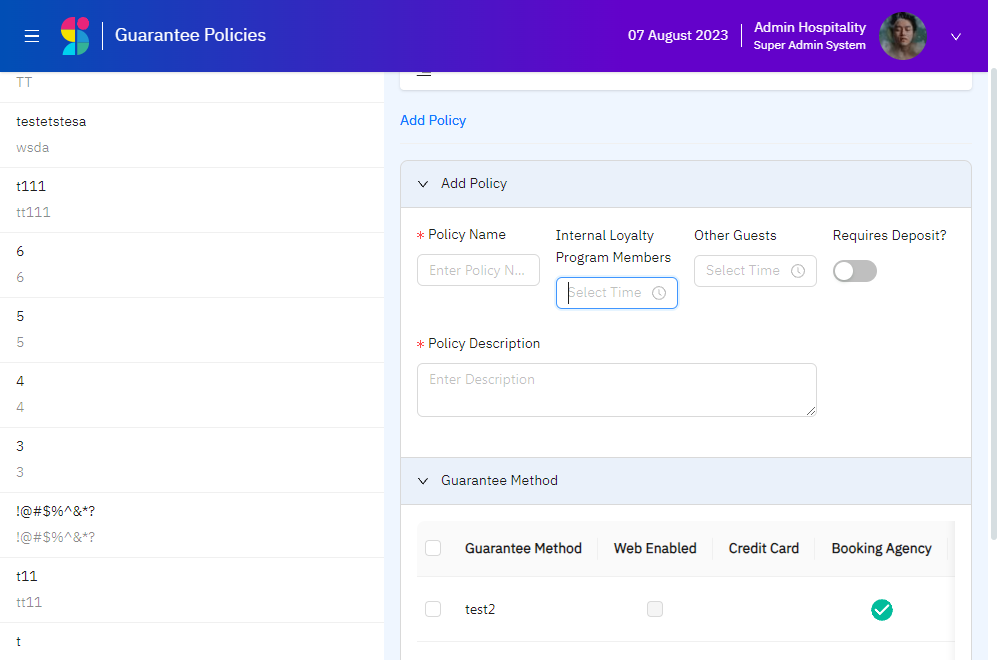 Guarantee Policies
07 August 2023
Admin Hospitality
Super Admin System
TT
testetstesa
wsda
t111
tt111
6
6
5
5
4
4
3
3
!@#$%^&*?
!@#$%^&*?
t11
tt11
t
Add Policy
Add Policy
* Policy Name
Internal Loyalty
Program Members
Other Guests
Requires Deposit?
Enter Policy N...
Select Time
Select Time
* Policy Description
Enter Description
Guarantee Method
Guarantee Method
Web Enabled
Credit Card
Booking Agency
test2